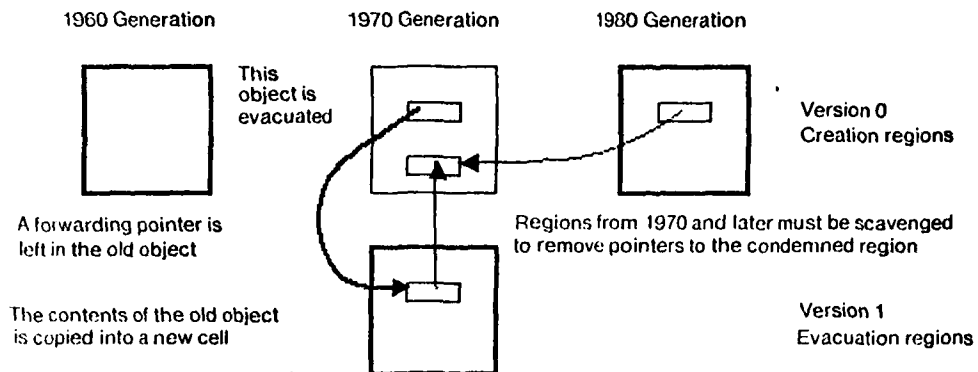 1960 Generation
1970 Generation
1980 Generation
This
object is
evacuated
Version 0
Creation regions
A forwarding pointer is
left in the old object
Regions from 1970 and later must be scavenged
to remove pointers to the condemned region
The contents of the old object
is copied into a new cell
Version 1
Evacuation regions